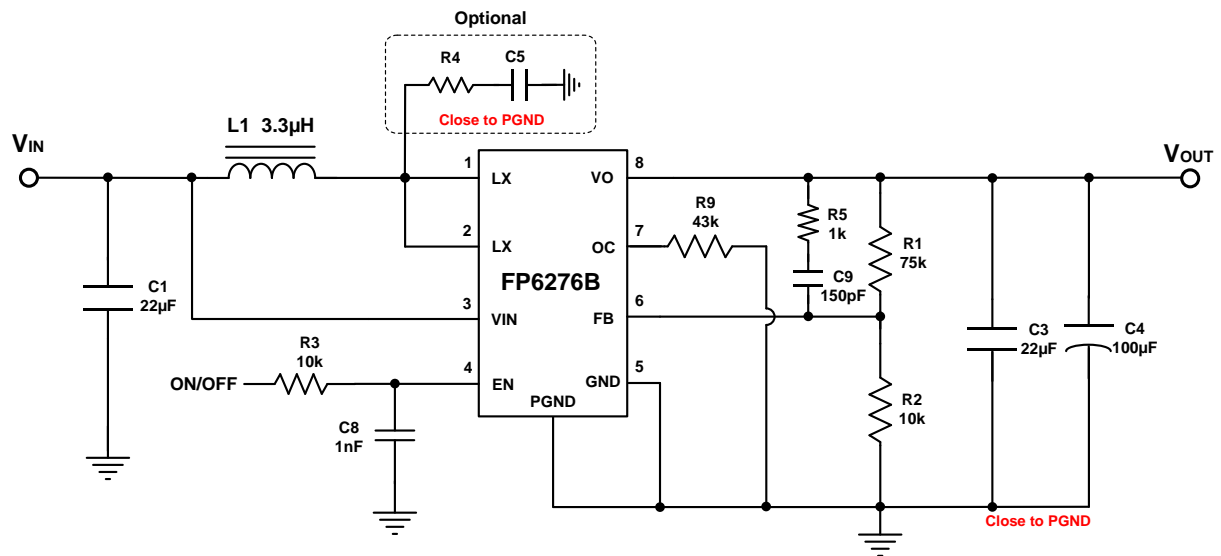 Optional
R4
C5
Close to PGND
L1 3.3µH
VIN
VOUT
1
LX
VO
8
R9
43k
R5
1k
R1
75k
2
LX
OC
7
FP6276B
C9
150pF
C1
22µF
3
VIN
FB
6
R3
10k
C3
22µF
C4
100µF
ON/OFF
4
EN
GND
5
PGND
R2
10k
C8
1nF
Close to PGND